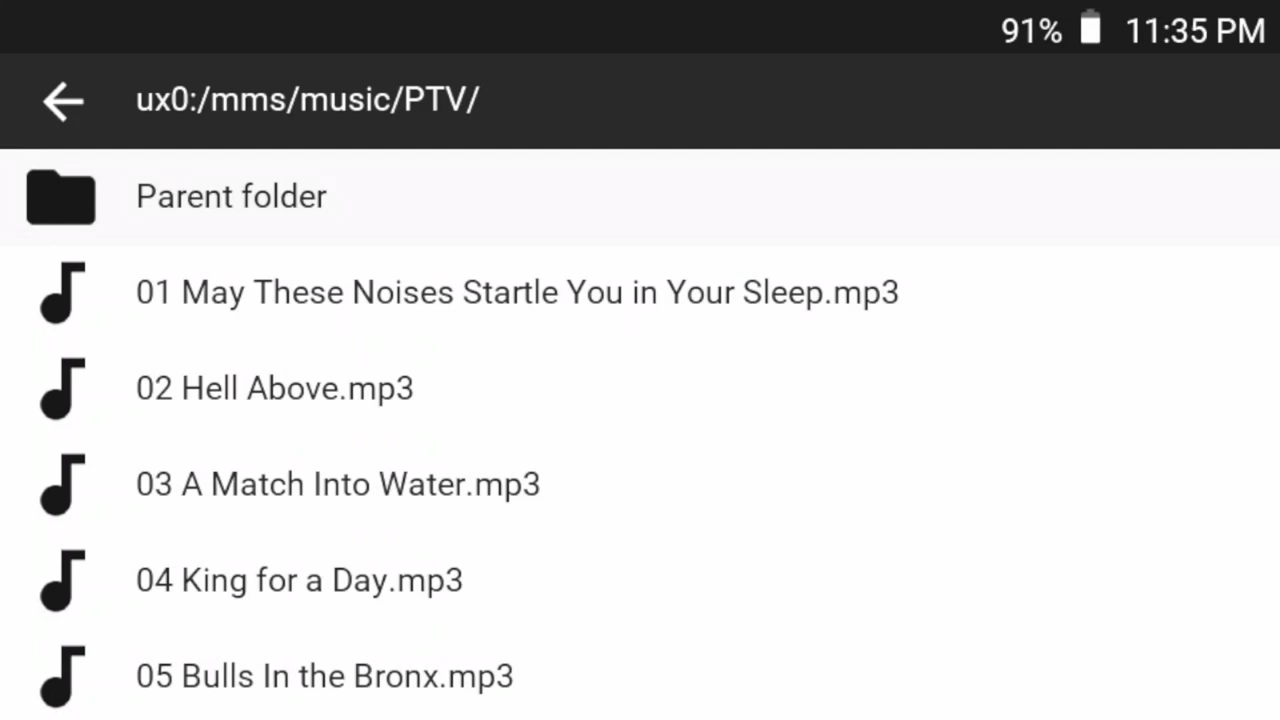 91% 11:35 PM
ux0:/mms/music/PTV/
Parent folder
01 May These Noises Startle You in Your Sleep.mp3
02 Hell Above.mp3
03 A Match Into Water.mp3
04 King for a Day.mp3
05 Bulls In the Bronx.mp3